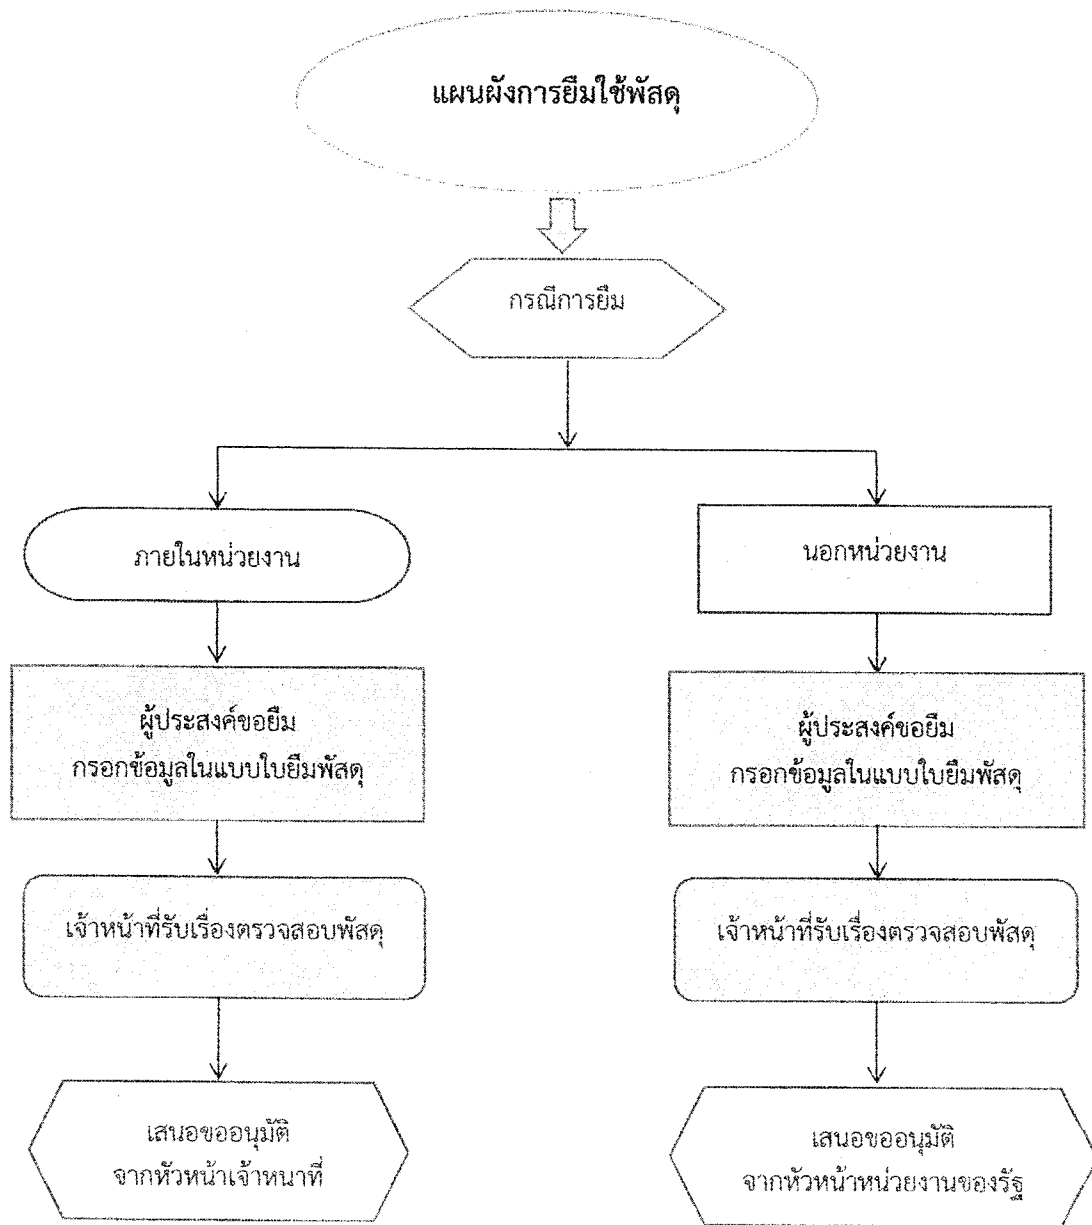 แผนผังการยืมใช้พัสดุ
กรณีการยืม
ภายในหน่วยงาน
นอกหน่วยงาน
ผู้ประสงค์ขอยืม
กรอกข้อมูลในแบบใบยืมพัสดุ
ผู้ประสงค์ขอยืม
กรอกข้อมูลในแบบใบยืมพัสดุ
เจ้าหน้าที่รับเรื่องตรวจสอบพัสดุ
เจ้าหน้าที่รับเรื่องตรวจสอบพัสดุ
เสนอขออนุมัติ
จากหัวหน้าเจ้าหนาที่
เสนอขออนุมัติ
จากหัวหน้าหน่วยงานของรัฐ